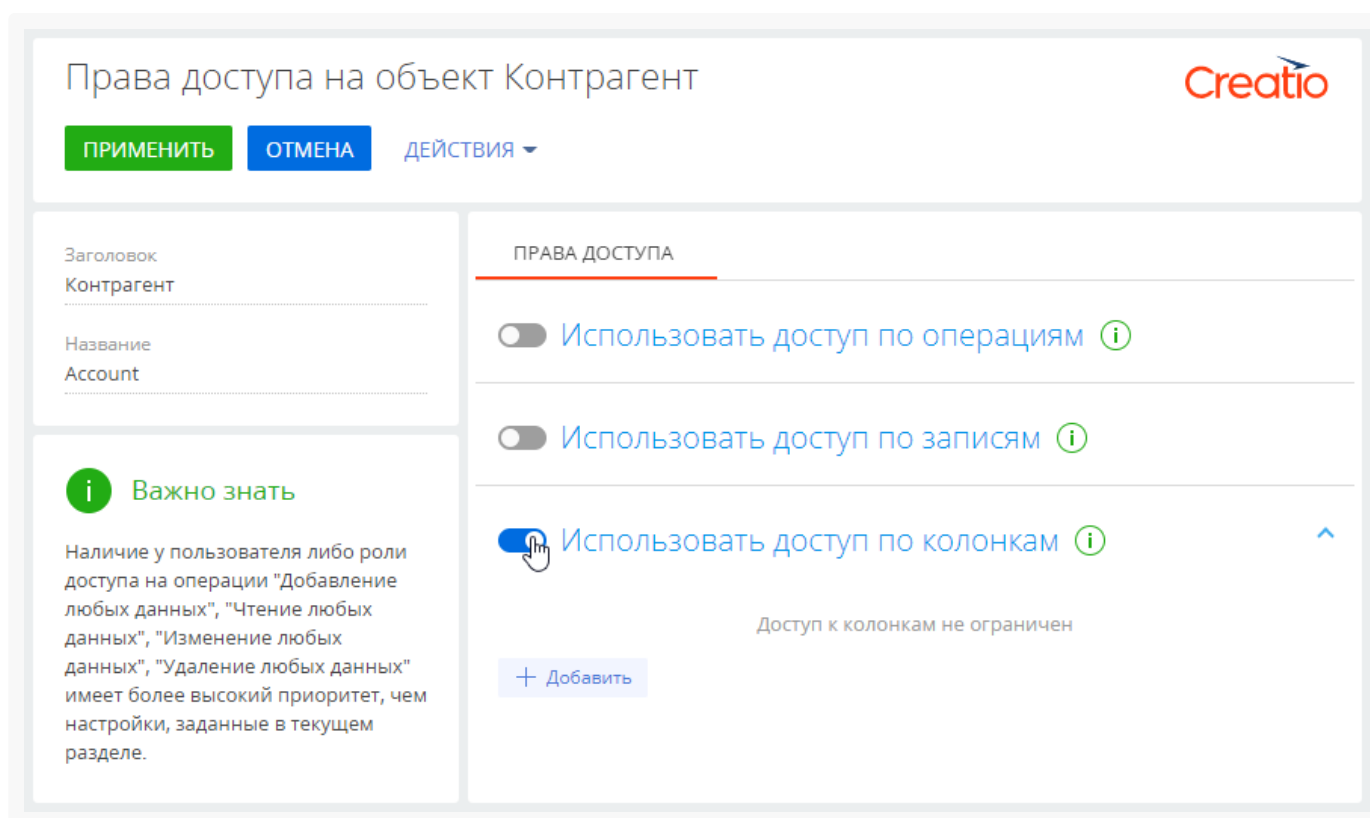 Права доступа на объект Контрагент
Creatio
ПРИМЕНИТЬ
ОТМЕНА
ДЕЙСТВИЯ
Заголовок
Контрагент
Название
Account
i Важно знать
Наличие у пользователя либо роли
доступа на операции "Добавление
любых данных", "Чтение любых
данных", "Изменение любых
данных", "Удаление любых данных"
имеет более высокий приоритет, чем
настройки, заданные в текущем
разделе.
ПРАВА ДОСТУПА
Использовать доступ по операциям i
Использовать доступ по записям i
Использовать доступ по колонкам i
Доступ к колонкам не ограничен
+ Добавить